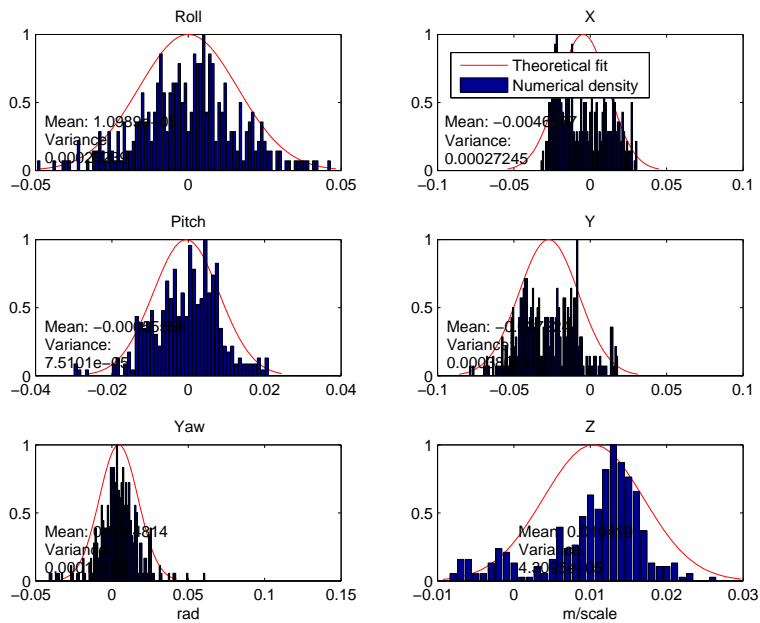 Roll
1
0.5
0
−0.05 0 0.05
Mean:
Variance:
X
1
0.5
0
−0.1 −0.05 0 0.05 0.1
Theoretical fit
Numerical density
Mean:
Variance:
0.00027245
Pitch
1
0.5
0
−0.04 −0.02 0 0.02 0.04
Mean:
Variance:
7.5101e−05
Y
1
0.5
0
−0.1 −0.05 0 0.05 0.1
Mean:
Variance:
Yaw
1
0.5
0
−0.05 0 0.05 0.1 0.15
rad
Mean:
Variance:
Z
1
0.5
0
−0.01 0 0.01 0.02 0.03
m/scale
Mean: 0.010419
Variance: